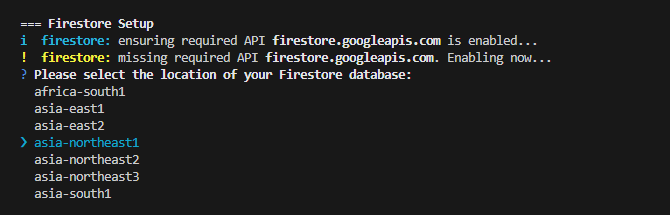 === Firestore Setup
i  firestore: ensuring required API firestore.googleapis.com is enabled...
!  firestore: missing required API firestore.googleapis.com. Enabling now...
? Please select the location of your Firestore database:
  africa-south1
  asia-east1
  asia-east2
❯ asia-northeast1
  asia-northeast2
  asia-northeast3
  asia-south1